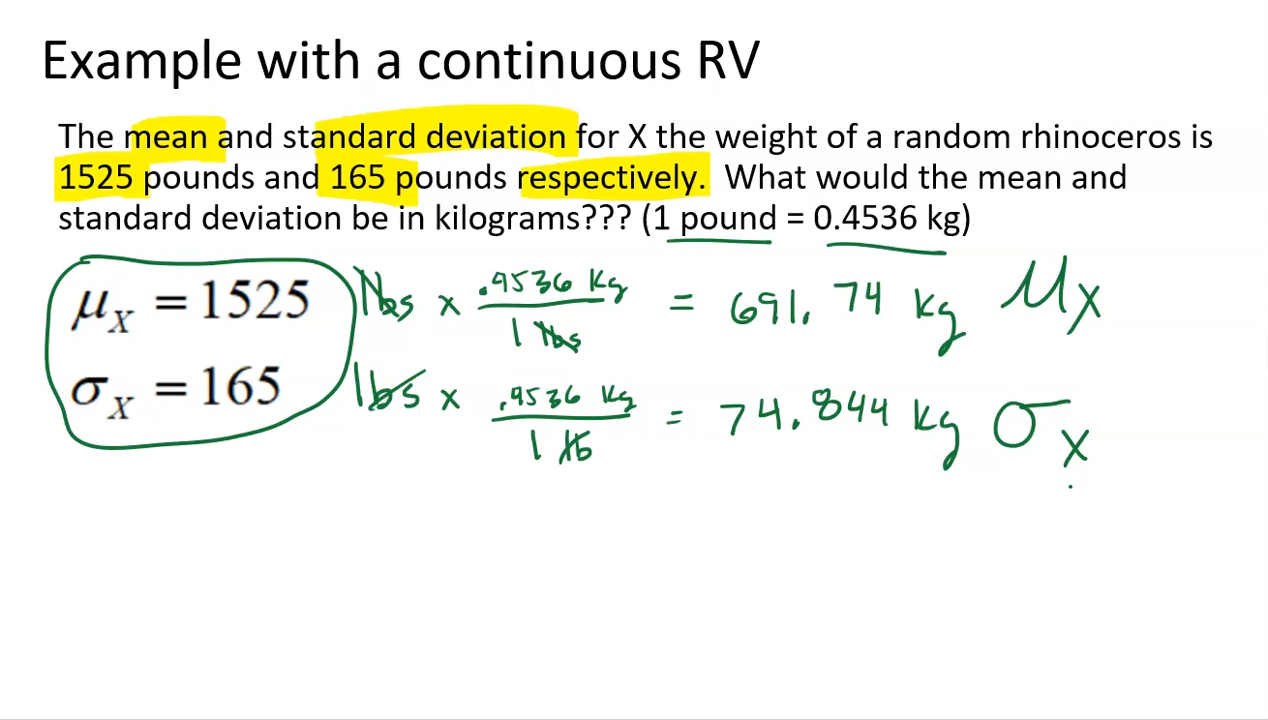 Example with a continuous RV
The mean and standard deviation for X the weight of a random rhinoceros is
1525 pounds and 165 pounds respectively. What would the mean and
standard deviation be in kilograms??? (1 pound = 0.4536 kg)
μX = 1525 lbs x .4536 kg / 1 lbs = 691.74 kg μX
σX = 165 lbs x .4536 kg / 1 lb = 74.844 kg σX